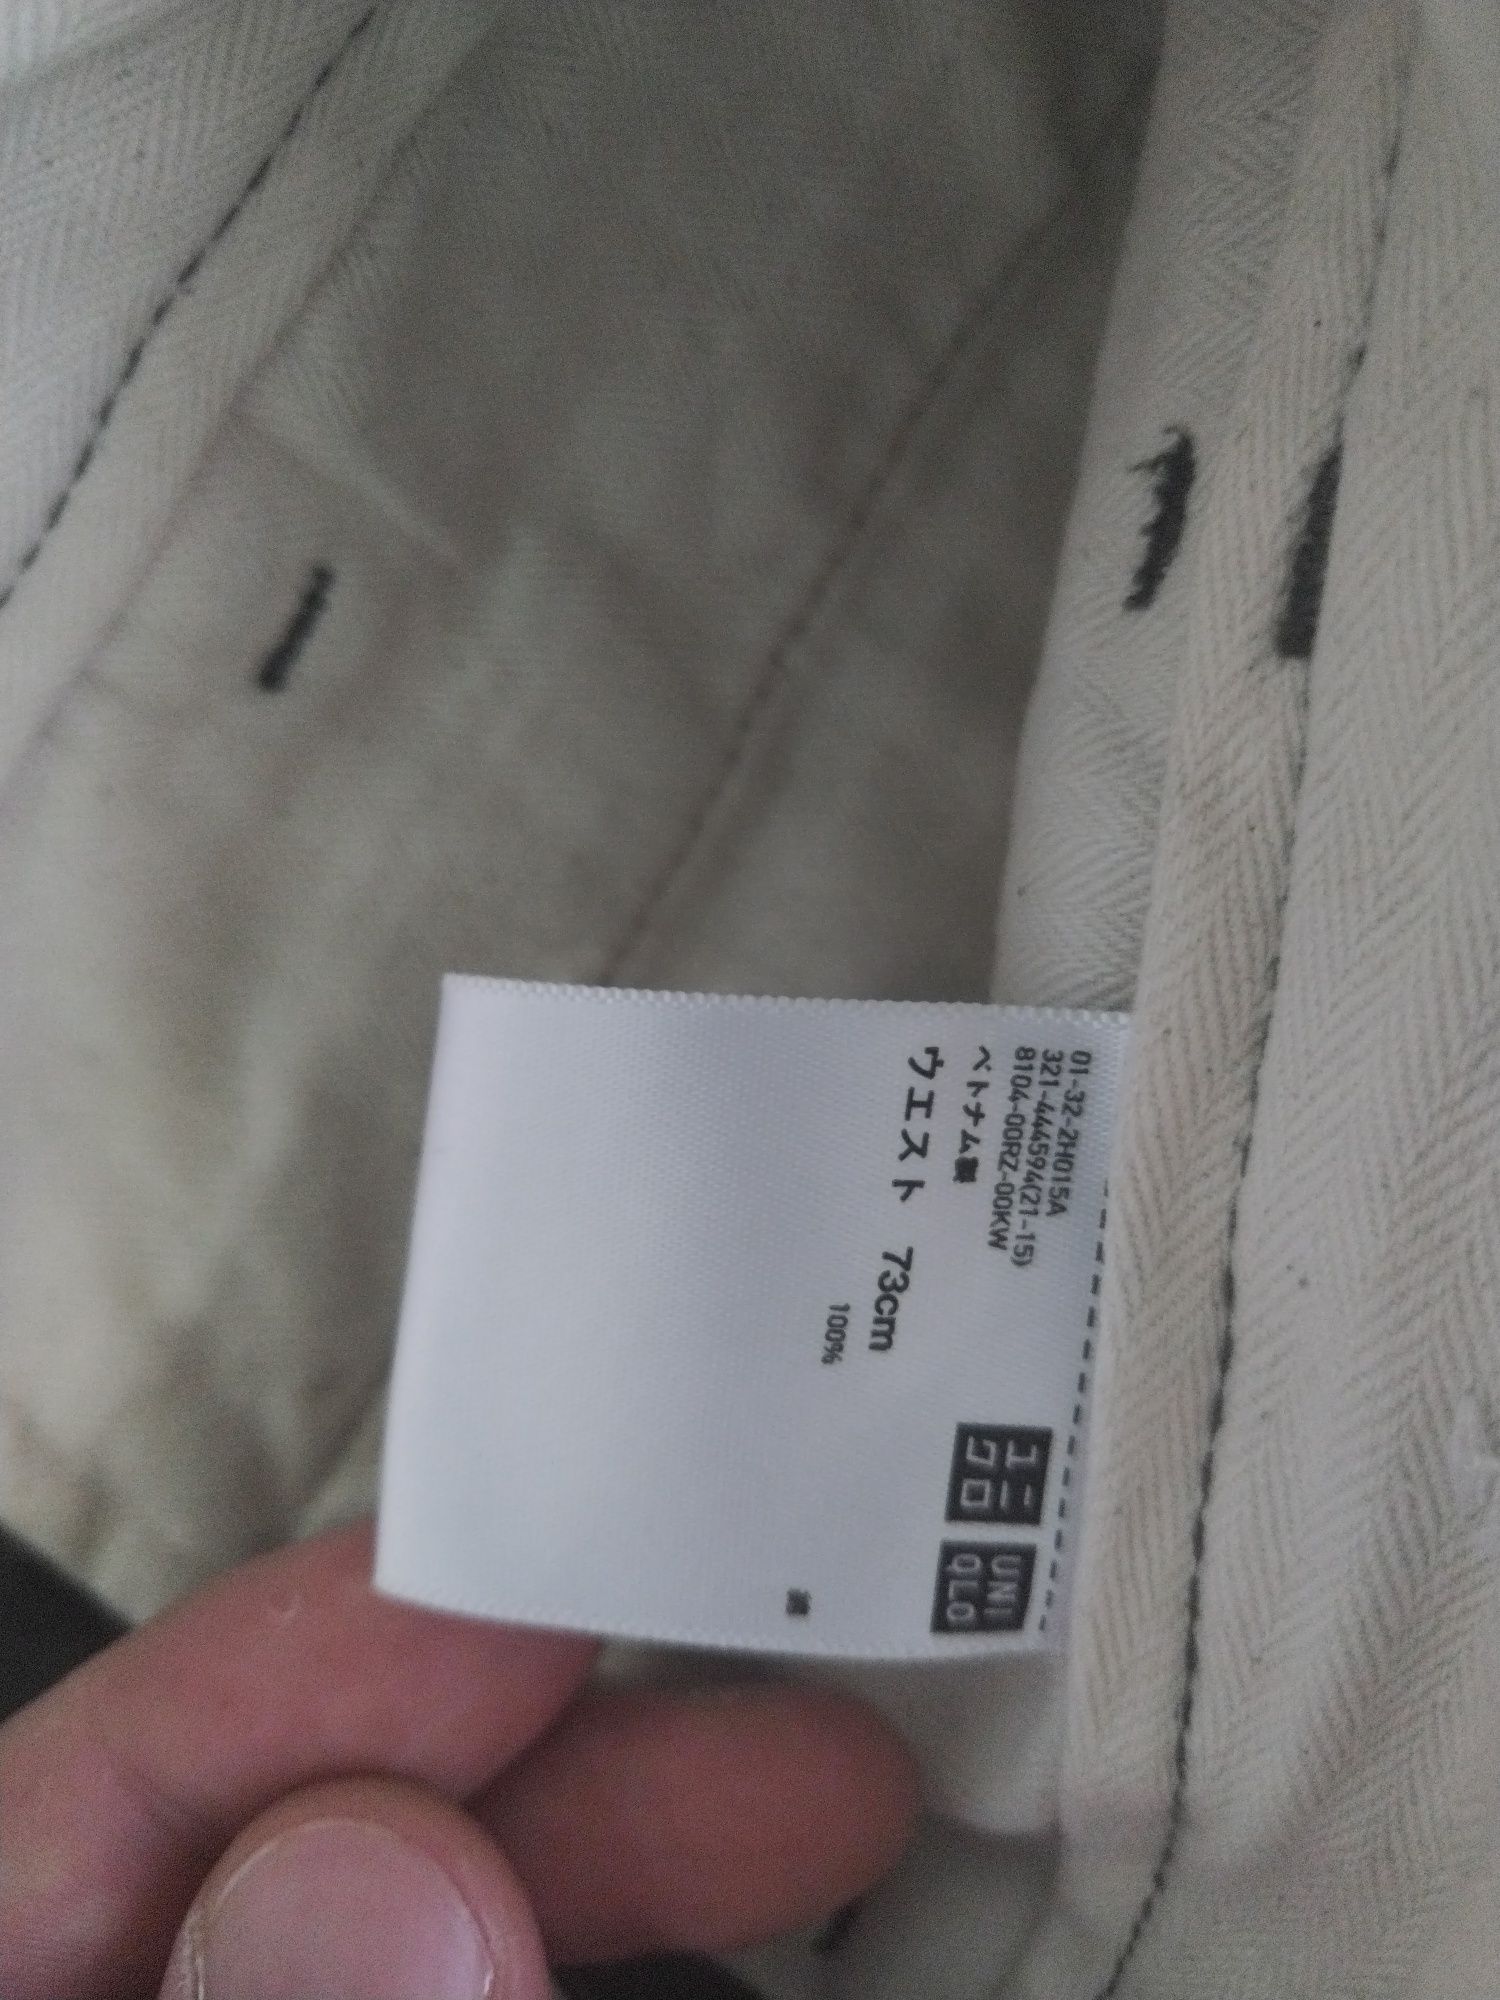 01-32-2H015A
321-444594(21-15)
8104-00RZ-00KW
ベトナム製
ウエスト 73cm
100%
ユニ
クロ
UNI
QLO